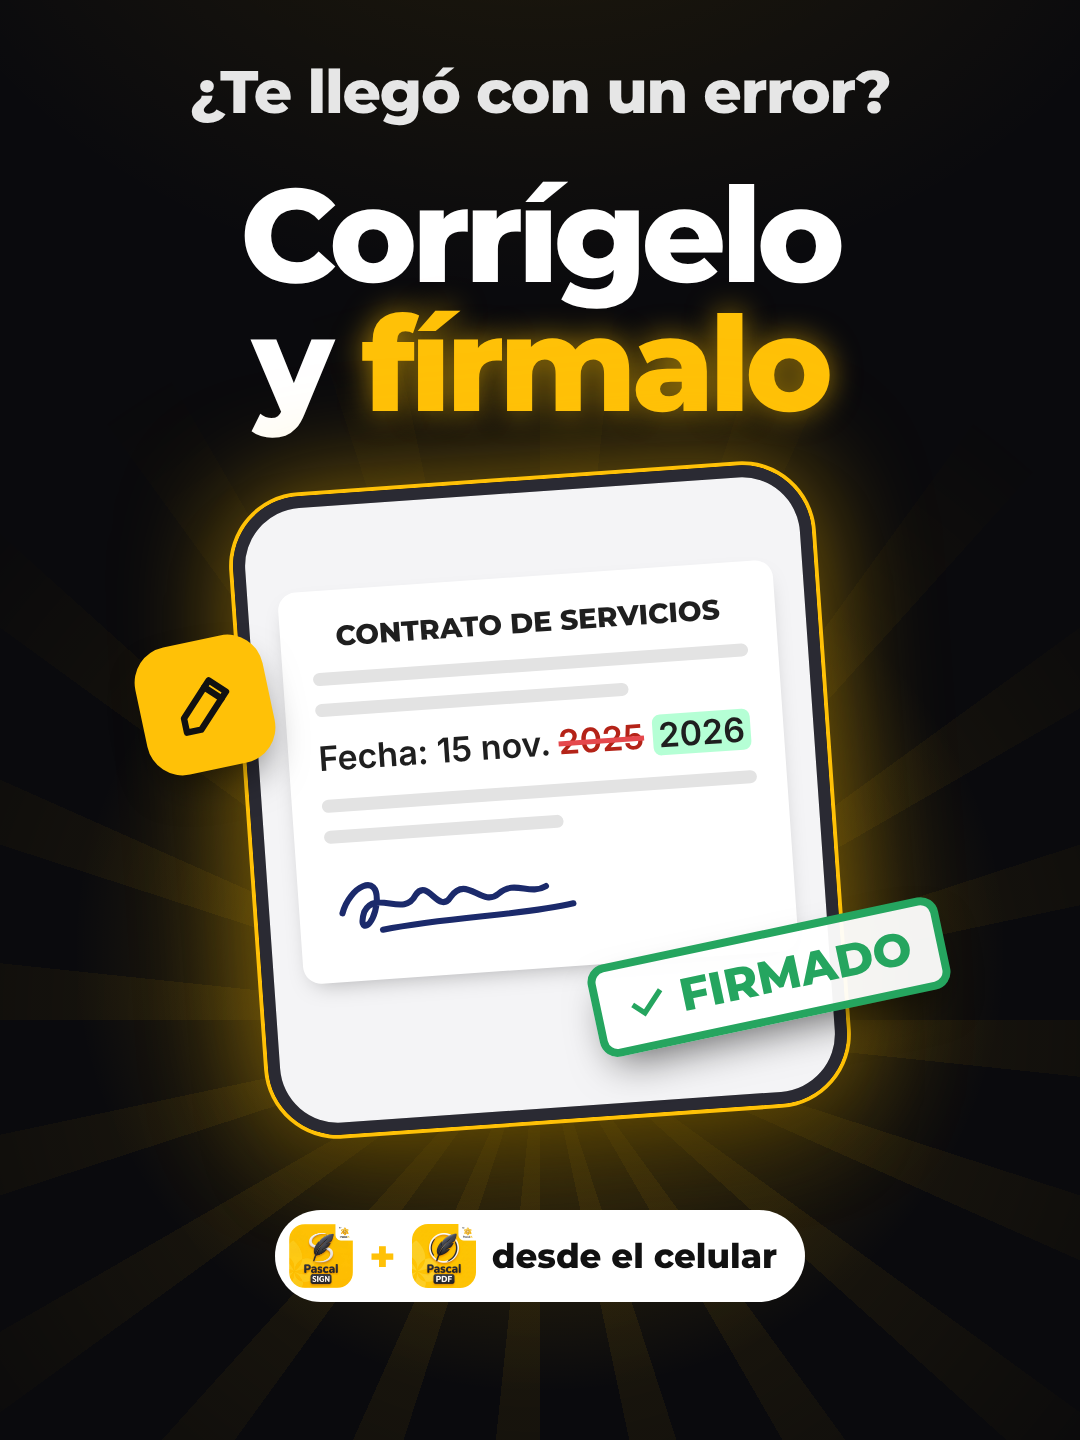 ¿Te llegó con un error?
Corrígelo
y fírmalo
CONTRATO DE SERVICIOS
Fecha: 15 nov. 2025 2026
✓ FIRMADO
Pascal
SIGN
+
Pascal
PDF
desde el celular